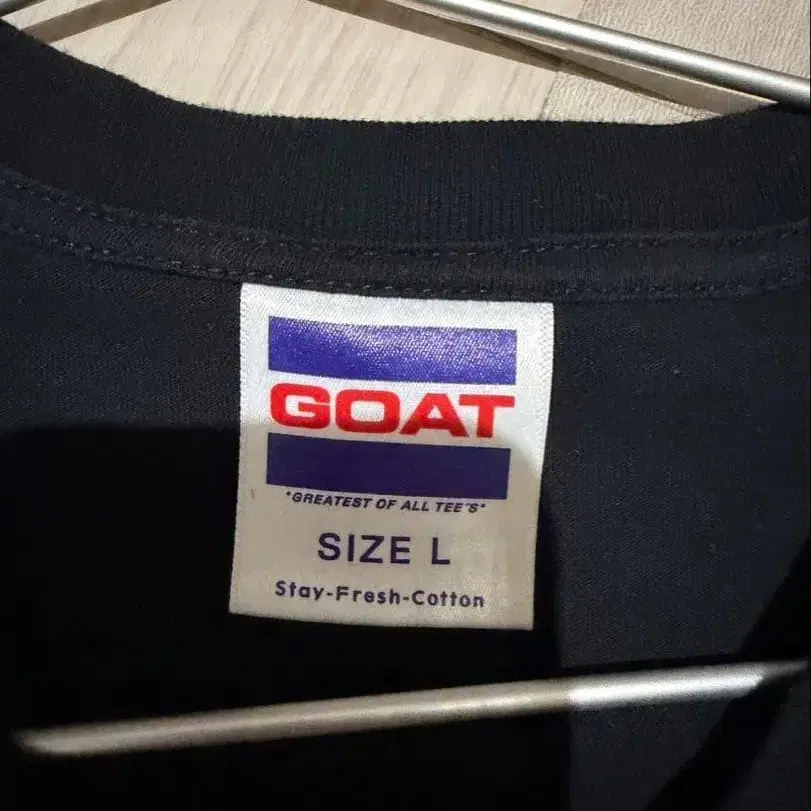 GOAT
"GREATEST OF ALL TEE'S"
SIZE L
Stay-Fresh-Cotton